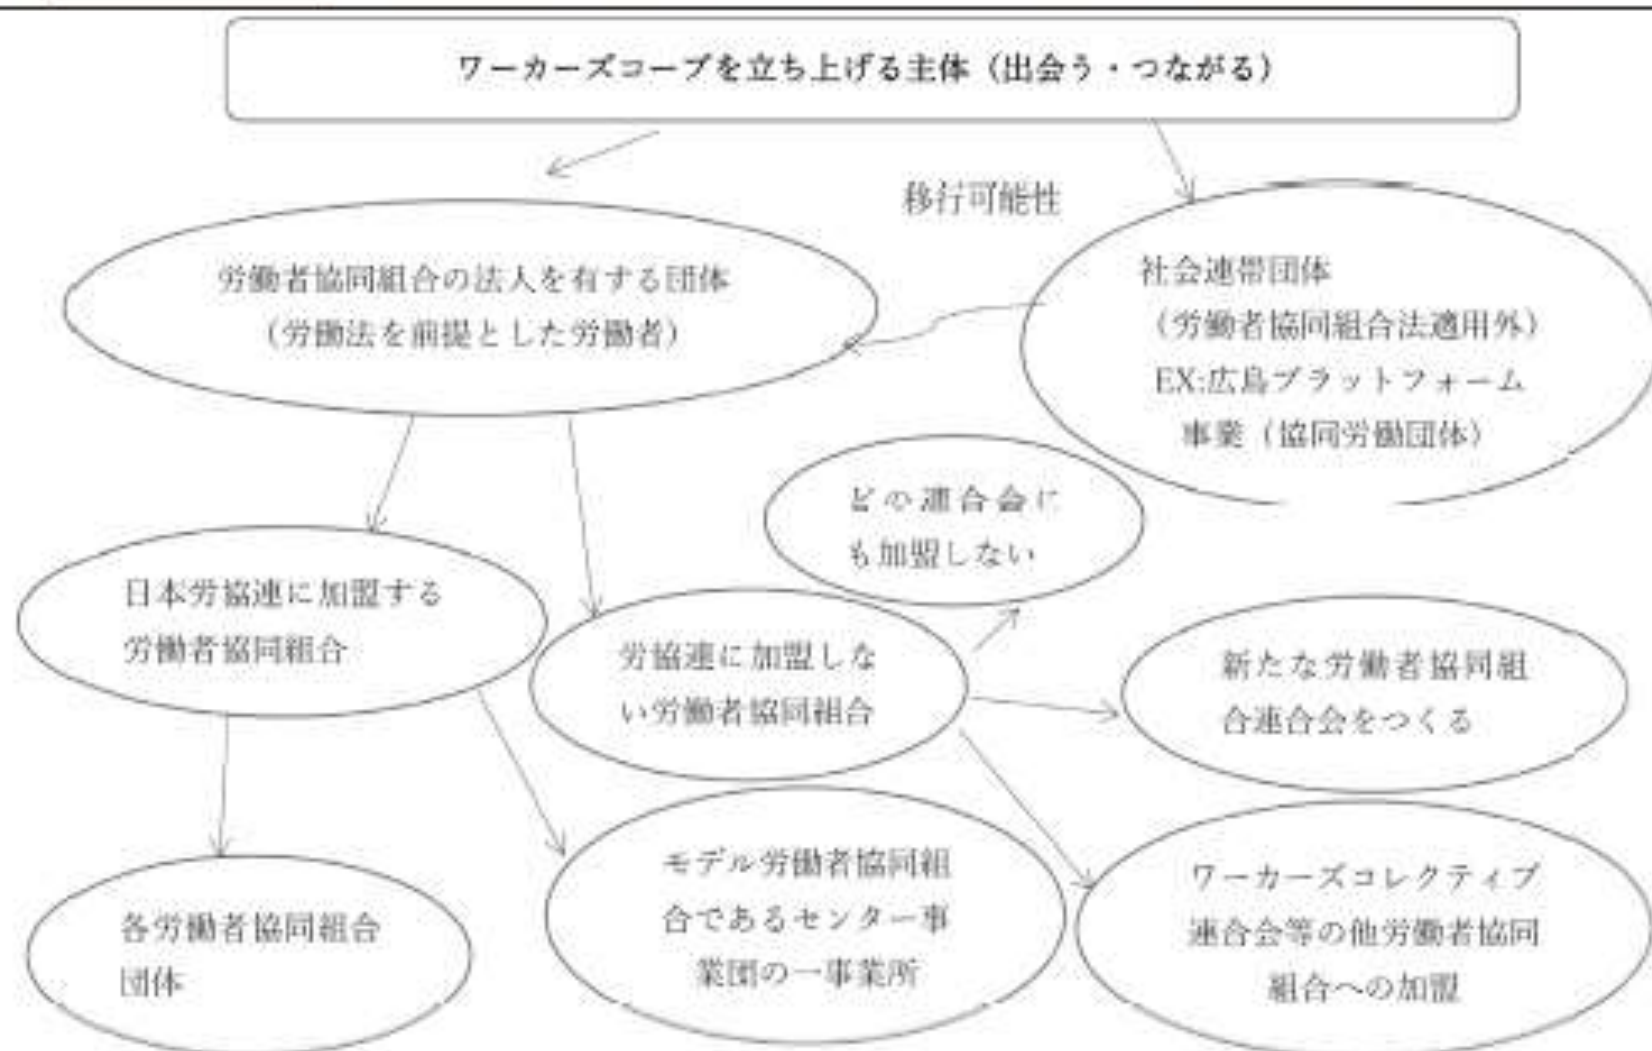 ワーカーズコープを立ち上げる主体（出会う・つながる）
移行可能性
労働者協同組合の法人を有する団体
（労働法を前提とした労働者）
社会連帯団体
（労働者協同組合法適用外）
EX:広島プラットフォーム
事業（協同労働団体）
どの連合会に
も加盟しない
日本労協連に加盟する
労働者協同組合
労協連に加盟しな
い労働者協同組合
新たな労働者協同組
合連合会をつくる
各労働者協同組合
団体
モデル労働者協同組
合であるセンター事
業団の一事業所
ワーカーズコレクティブ
連合会等の他労働者協同
組合への加盟